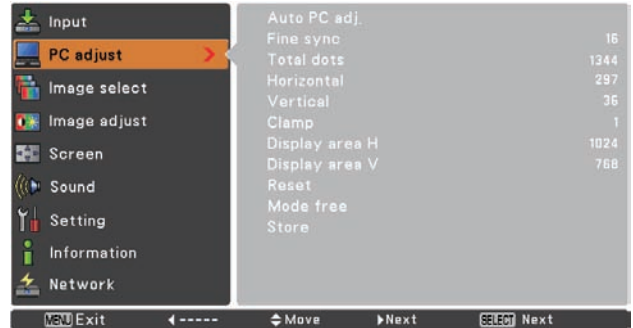 Input
PC adjust
Image select
Image adjust
Screen
Sound
Setting
Information
Network
Auto PC adj.
Fine sync 16
Total dots 1344
Horizontal 297
Vertical 36
Clamp 1
Display area H 1024
Display area V 768
Reset
Mode free
Store
MENU Exit ◀ ----- ⬍ Move ▶ Next SELECT Next